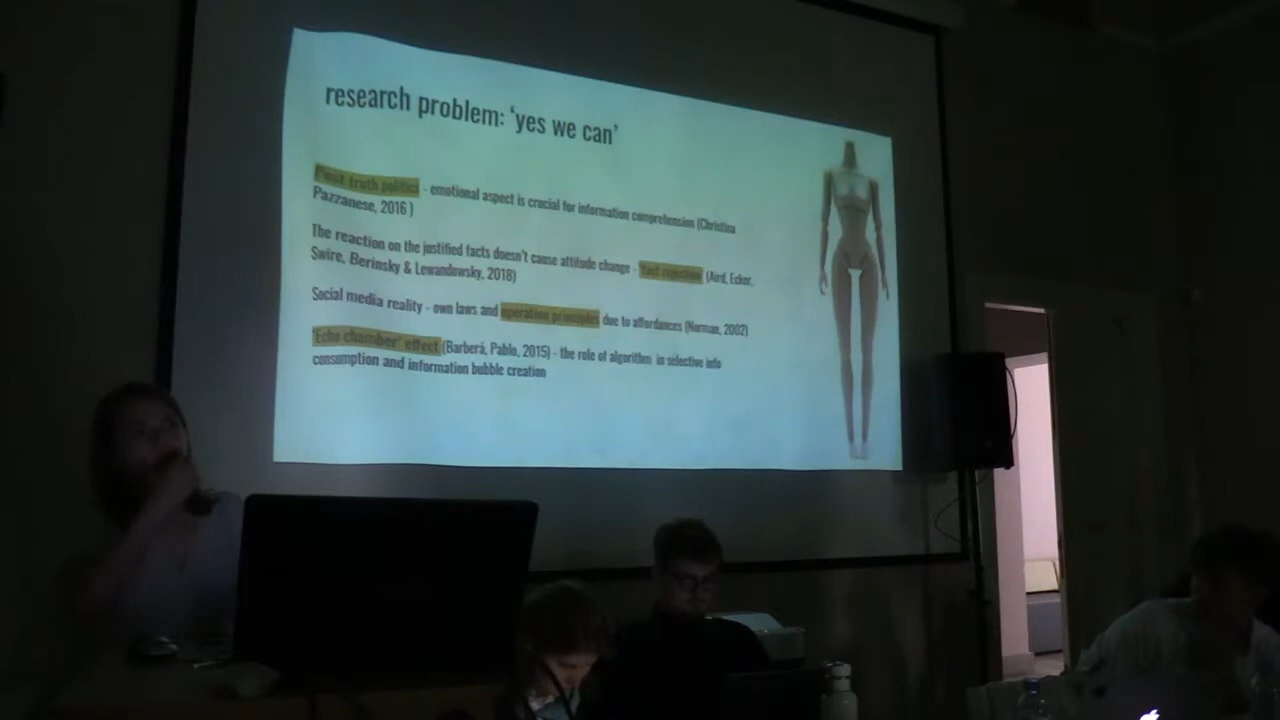 research problem: 'yes we can'
Post truth politics - emotional aspect is crucial for information comprehension (Christina
Pazzanese, 2016 )
The reaction on the justified facts doesn't cause attitude change - 'fact rejection' (Aird, Ecker,
Swire, Berinsky & Lewandowsky, 2018)
Social media reality - own laws and operation principles due to affordances (Norman, 2002)
'Echo chamber' effect (Barberá, Pablo, 2015) - the role of algorithm in selective info
consumption and information bubble creation